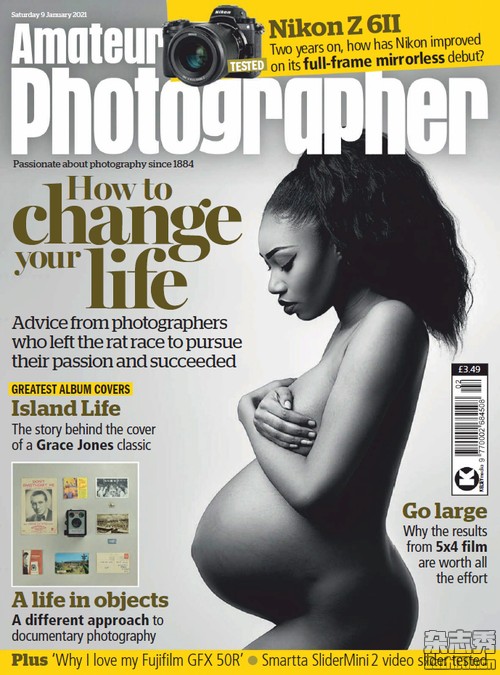 Saturday 9 January 2021
Amateur
Photographer
Passionate about photography since 1884
TESTED
Nikon Z 6II
Two years on, how has Nikon improved
on its full-frame mirrorless debut?
How to
change
your life
Advice from photographers
who left the rat race to pursue
their passion and succeeded
GREATEST ALBUM COVERS
Island Life
The story behind the cover
of a Grace Jones classic
A life in objects
A different approach to
documentary photography
£3.49
02
9 770002 684508
Go large
Why the results
from 5x4 film
are worth all
the effort
Plus 'Why I love my Fujifilm GFX 50R' ● Smartta SliderMini 2 video slider tested
杂志秀